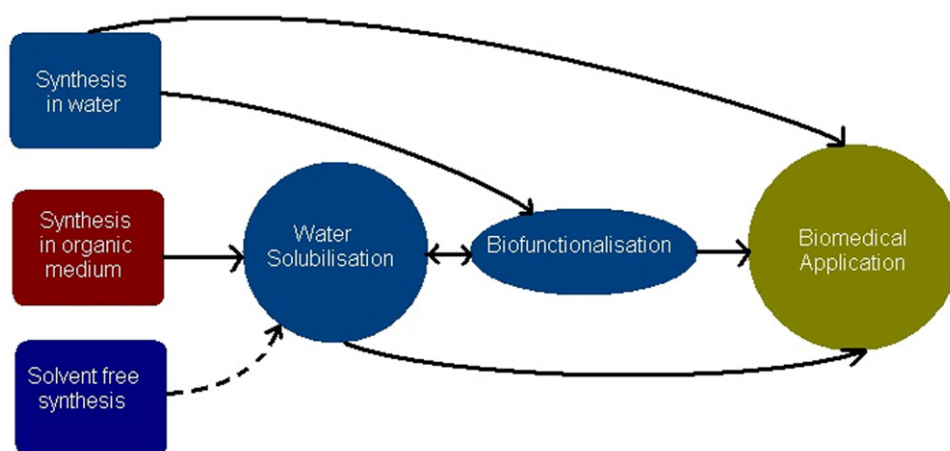 Synthesis
in water
Synthesis
in organic
medium
Solvent free
synthesis
Water
Solubilisation
Biofunctionalisation
Biomedical
Application